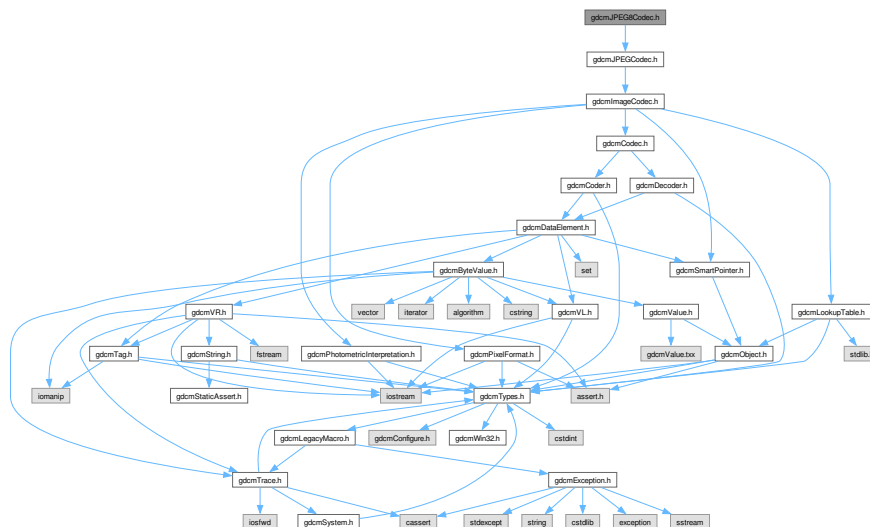 gdcmJPEG8Codec.h
gdcmJPEGCodec.h
gdcmImageCodec.h
gdcmCodec.h
gdcmCoder.h
gdcmDecoder.h
gdcmDataElement.h
gdcmByteValue.h
set
gdcmSmartPointer.h
vector
iterator
algorithm
cstring
gdcmVR.h
gdcmVL.h
gdcmValue.h
gdcmLookupTable.h
gdcmTag.h
gdcmString.h
fstream
gdcmPhotometricInterpretation.h
gdcmPixelFormat.h
gdcmValue.txx
gdcmObject.h
stdlib.
iomanip
gdcmStaticAssert.h
iostream
gdcmTypes.h
assert.h
gdcmLegacyMacro.h
gdcmConfigure.h
gdcmWin32.h
cstdint
gdcmTrace.h
gdcmException.h
iosfwd
gdcmSystem.h
cassert
stdexcept
string
cstdlib
exception
sstream